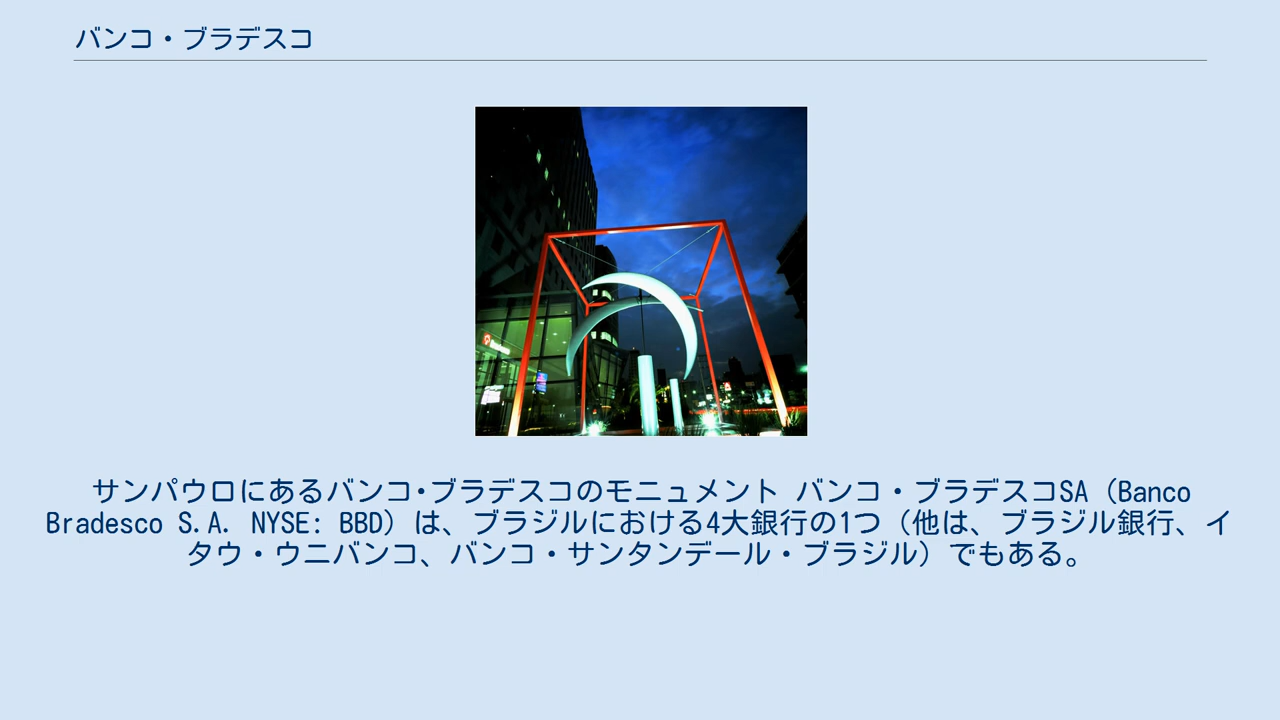 バンコ・ブラデスコ
サンパウロにあるバンコ･ブラデスコのモニュメント バンコ・ブラデスコSA（Banco
Bradesco S.A. NYSE: BBD）は、ブラジルにおける4大銀行の1つ（他は、ブラジル銀行、イ
タウ・ウニバンコ、バンコ・サンタンデール・ブラジル）でもある。